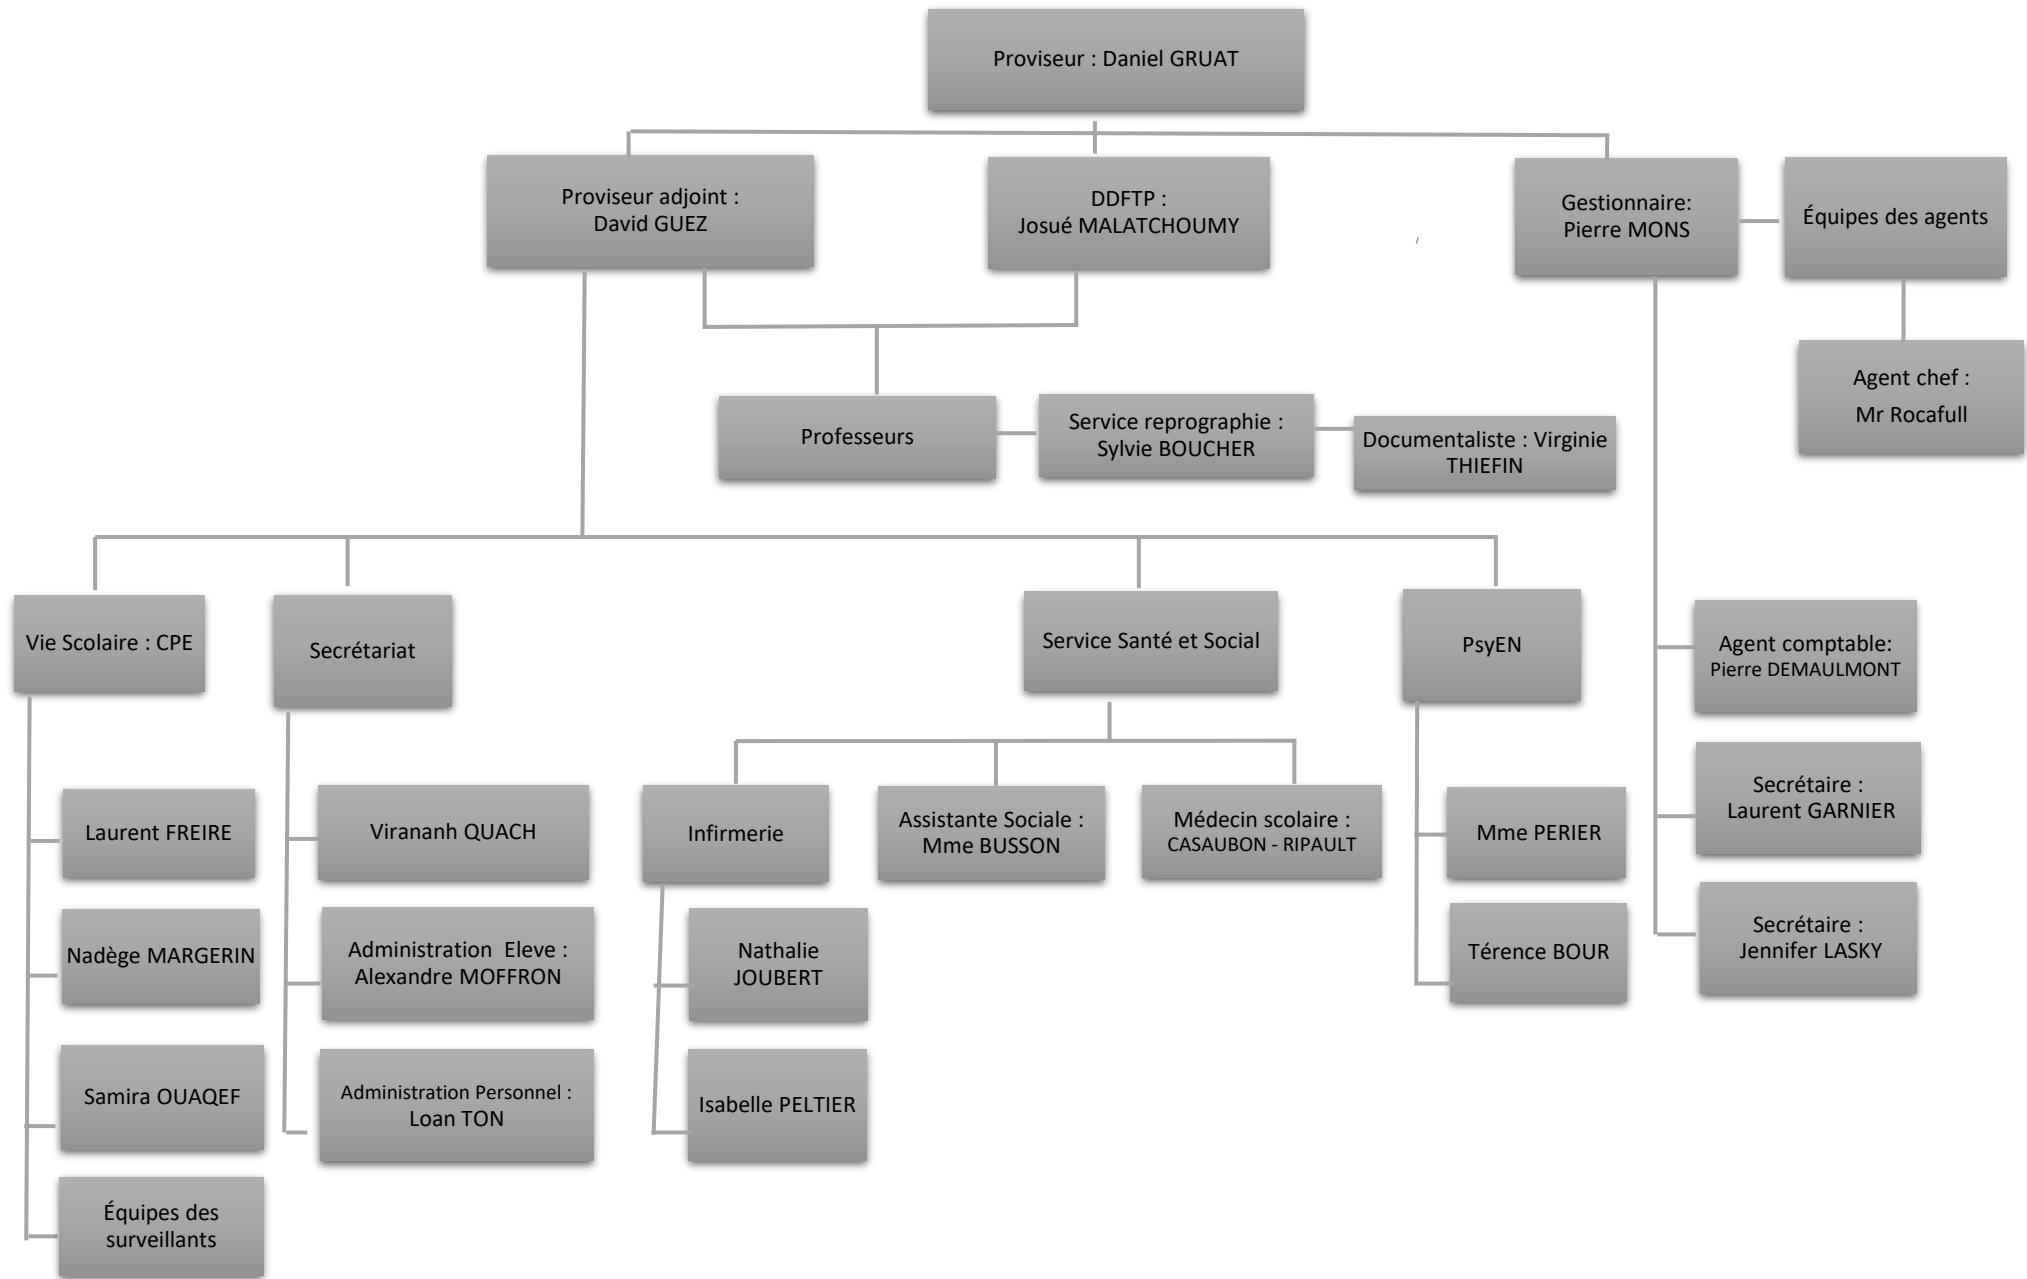 Proviseur : Daniel GRUAT
Proviseur adjoint :
David GUEZ
DDFTP :
Josué MALATCHOUMY
Gestionnaire:
Pierre MONS
Équipes des agents
Agent chef :
Mr Rocafull
Professeurs
Service reprographie :
Sylvie BOUCHER
Documentaliste : Virginie
THIEFIN
Vie Scolaire : CPE
Secrétariat
Service Santé et Social
PsyEN
Agent comptable:
Pierre DEMAULMONT
Secrétaire :
Laurent GARNIER
Secrétaire :
Jennifer LASKY
Laurent FREIRE
Nadège MARGERIN
Samira OUAQEF
Équipes des
surveillants
Virananh QUACH
Administration  Eleve :
Alexandre MOFFRON
Administration Personnel :
Loan TON
Infirmerie
Assistante Sociale :
Mme BUSSON
Médecin scolaire :
CASAUBON - RIPAULT
Nathalie
JOUBERT
Isabelle PELTIER
Mme PERIER
Térence BOUR